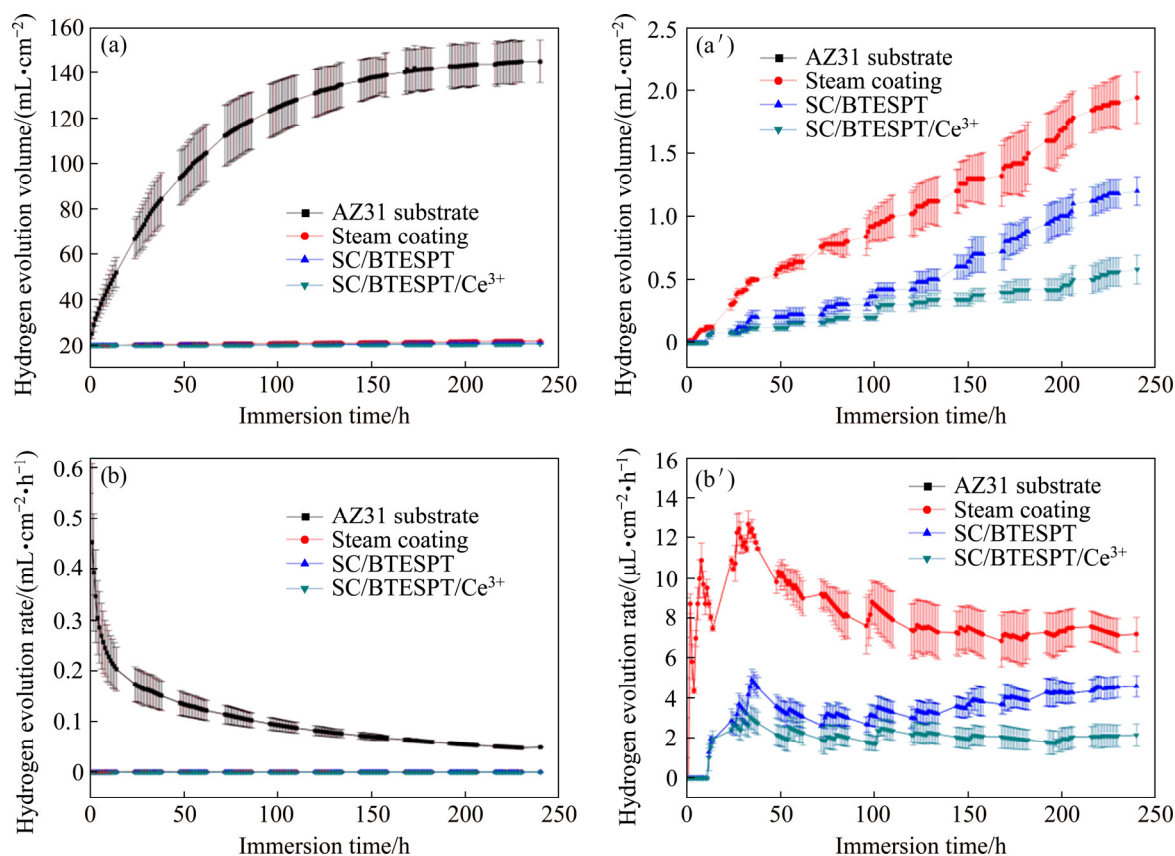 (a)
Hydrogen evolution volume/(mL•cm⁻²)
160
140
120
100
80
60
40
20
0
AZ31 substrate
Steam coating
SC/BTESPT
SC/BTESPT/Ce³⁺
0 50 100 150 200 250
Immersion time/h
(a′)
Hydrogen evolution volume/(mL•cm⁻²)
2.5
2.0
1.5
1.0
0.5
0
AZ31 substrate
Steam coating
SC/BTESPT
SC/BTESPT/Ce³⁺
0 50 100 150 200 250
Immersion time/h
(b)
Hydrogen evolution rate/(mL•cm⁻²•h⁻¹)
0.6
0.5
0.4
0.3
0.2
0.1
0
AZ31 substrate
Steam coating
SC/BTESPT
SC/BTESPT/Ce³⁺
0 50 100 150 200 250
Immersion time/h
(b′)
Hydrogen evolution rate/(μL•cm⁻²•h⁻¹)
16
14
12
10
8
6
4
2
0
AZ31 substrate
Steam coating
SC/BTESPT
SC/BTESPT/Ce³⁺
0 50 100 150 200 250
Immersion time/h